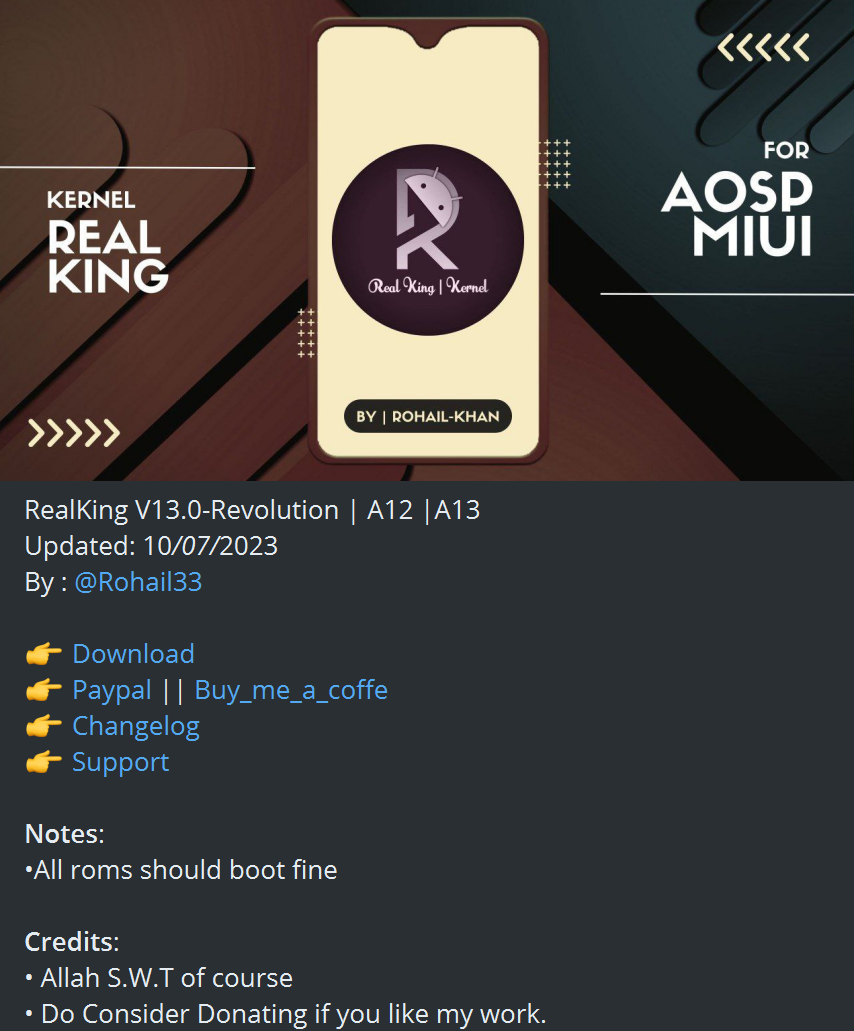 KERNEL
REAL
KING
FOR
AOSP
MIUI
Real King | Kernel
BY | ROHAIL-KHAN
RealKing V13.0-Revolution | A12 |A13
Updated: 10/07/2023
By : @Rohail33
👉 Download
👉 Paypal || Buy_me_a_coffe
👉 Changelog
👉 Support
Notes:
•All roms should boot fine
Credits:
• Allah S.W.T of course
• Do Consider Donating if you like my work.